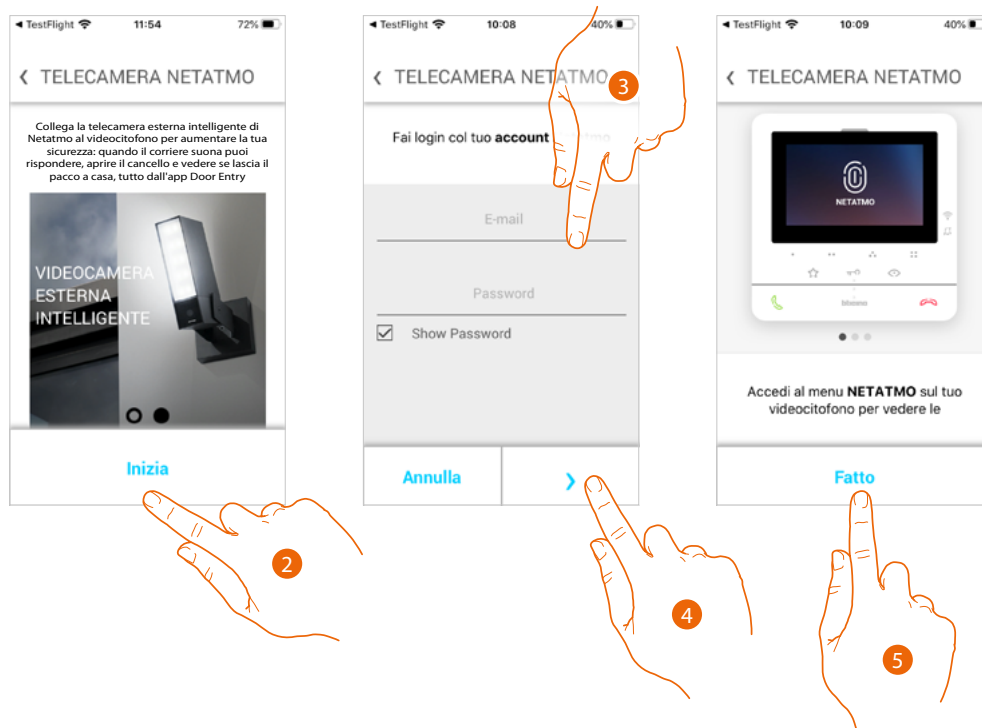 ◄ TestFlight 11:54 72%
‹ TELECAMERA NETATMO
Collega la telecamera esterna intelligente di
Netatmo al videocitofono per aumentare la tua
sicurezza: quando il corriere suona puoi
rispondere, aprire il cancello e vedere se lascia il
pacco a casa, tutto dall'app Door Entry
VIDEOCAMERA
ESTERNA
INTELLIGENTE
Inizia
2
◄ TestFlight 10:08 40%
‹ TELECAMERA NETATMO
3
Fai login col tuo account
E-mail
Password
Show Password
Annulla ›
4
◄ TestFlight 10:09 40%
‹ TELECAMERA NETATMO
NETATMO
Accedi al menu NETATMO sul tuo
videocitofono per vedere le
Fatto
5